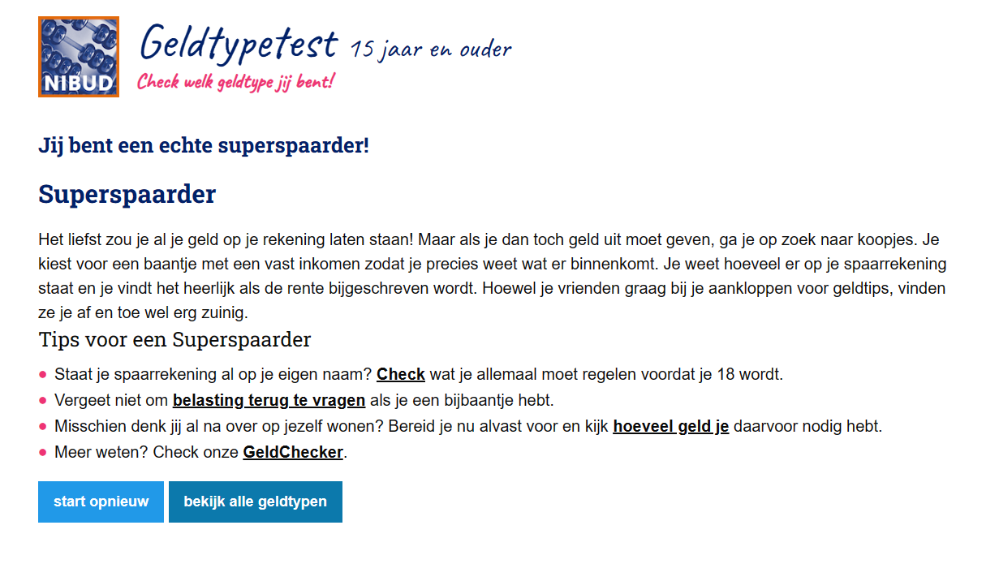 NIBUD
Geldtypetest 15 jaar en ouder
Check welk geldtype jij bent!
Jij bent een echte superspaarder!
Superspaarder
Het liefst zou je al je geld op je rekening laten staan! Maar als je dan toch geld uit moet geven, ga je op zoek naar koopjes. Je
kiest voor een baantje met een vast inkomen zodat je precies weet wat er binnenkomt. Je weet hoeveel er op je spaarrekening
staat en je vindt het heerlijk als de rente bijgeschreven wordt. Hoewel je vrienden graag bij je aankloppen voor geldtips, vinden
ze je af en toe wel erg zuinig.
Tips voor een Superspaarder
Staat je spaarrekening al op je eigen naam? Check wat je allemaal moet regelen voordat je 18 wordt.
Vergeet niet om belasting terug te vragen als je een bijbaantje hebt.
Misschien denk jij al na over op jezelf wonen? Bereid je nu alvast voor en kijk hoeveel geld je daarvoor nodig hebt.
Meer weten? Check onze GeldChecker.
start opnieuw
bekijk alle geldtypen